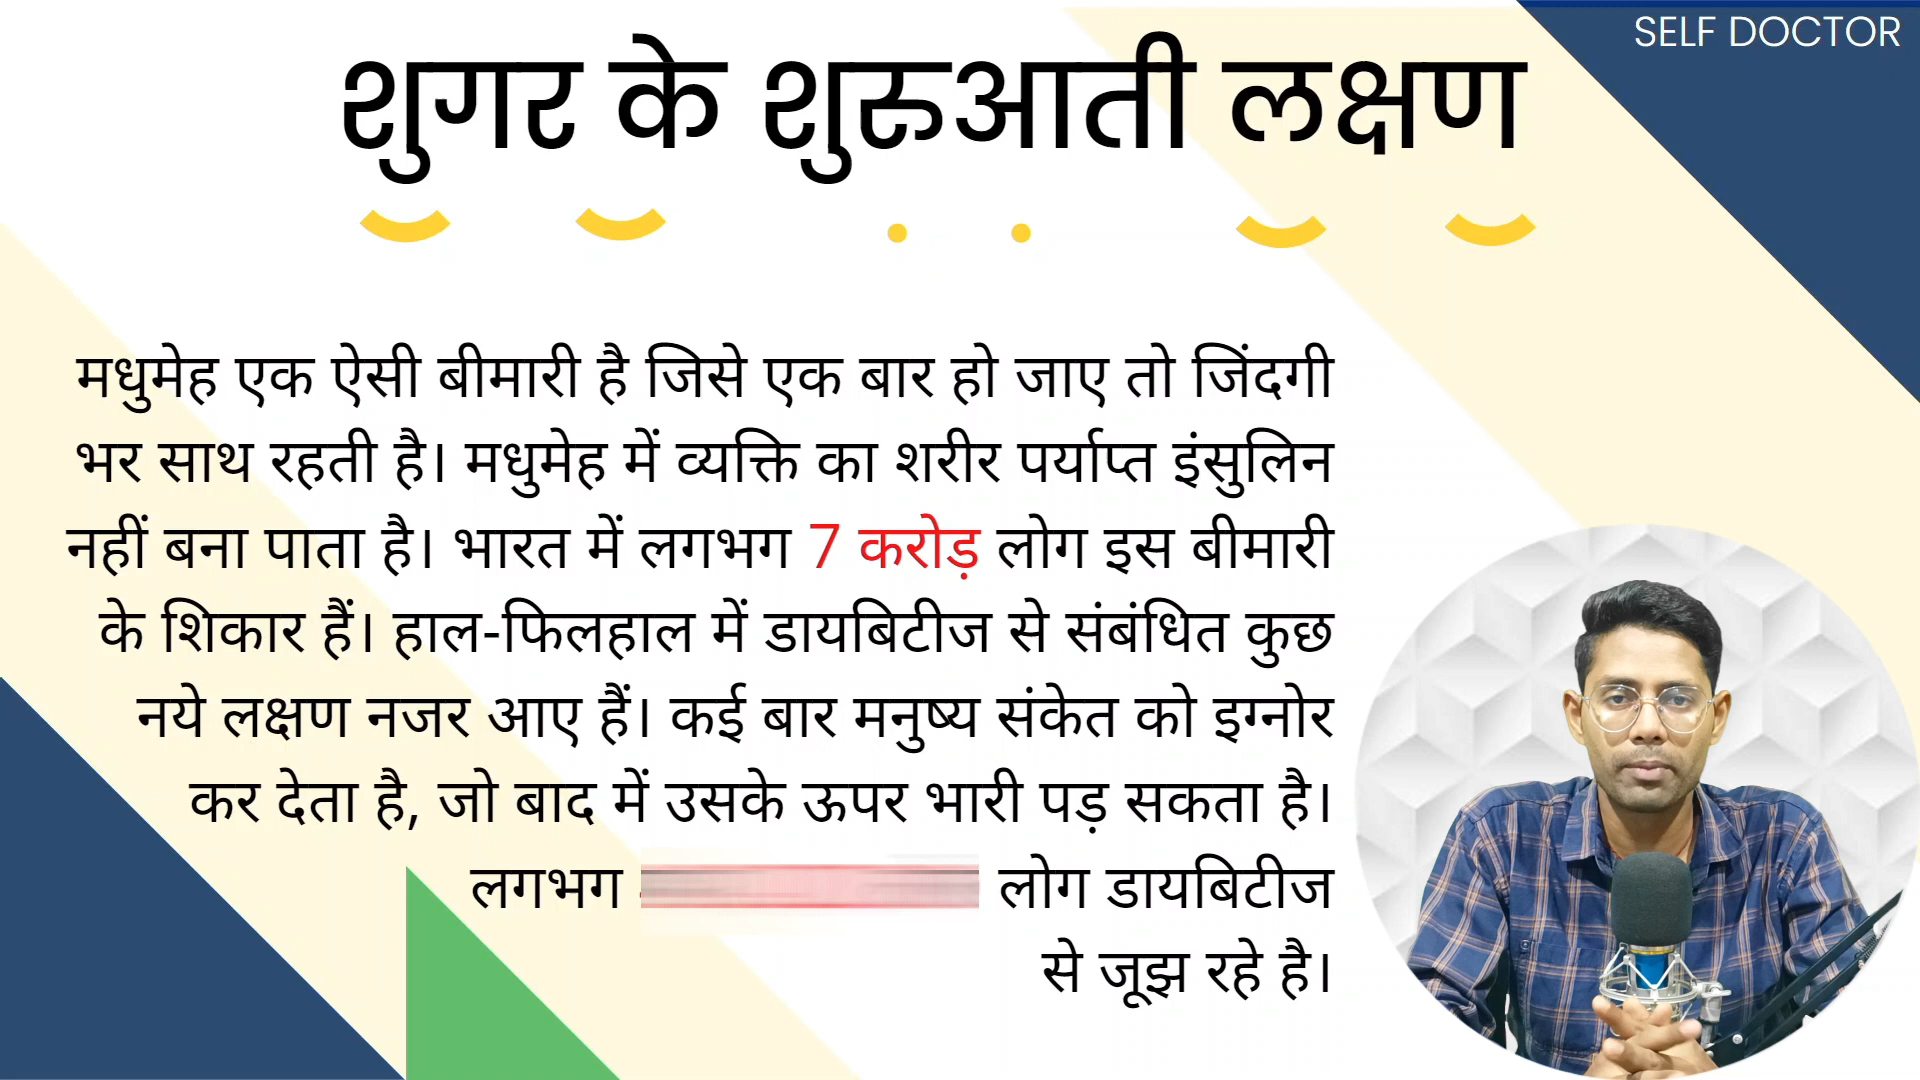 SELF DOCTOR
शुगर के शुरुआती लक्षण
मधुमेह एक ऐसी बीमारी है जिसे एक बार हो जाए तो जिंदगी
भर साथ रहती है। मधुमेह में व्यक्ति का शरीर पर्याप्त इंसुलिन
नहीं बना पाता है। भारत में लगभग 7 करोड़ लोग इस बीमारी
के शिकार हैं। हाल-फिलहाल में डायबिटीज से संबंधित कुछ
नये लक्षण नजर आए हैं। कई बार मनुष्य संकेत को इग्नोर
कर देता है, जो बाद में उसके ऊपर भारी पड़ सकता है।
लगभग लोग डायबिटीज
से जूझ रहे है।